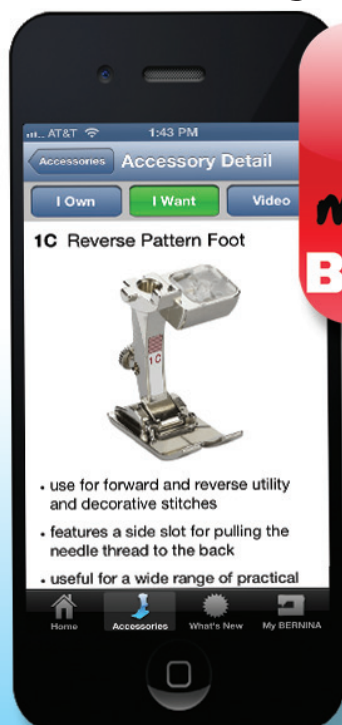 AT&T 1:43 PM
Accessories Accessory Detail
I Own I Want Video
1C Reverse Pattern Foot
1C
• use for forward and reverse utility
and decorative stitches
• features a side slot for pulling the
needle thread to the back
• useful for a wide range of practical
Home Accessories What's New My BERNINA